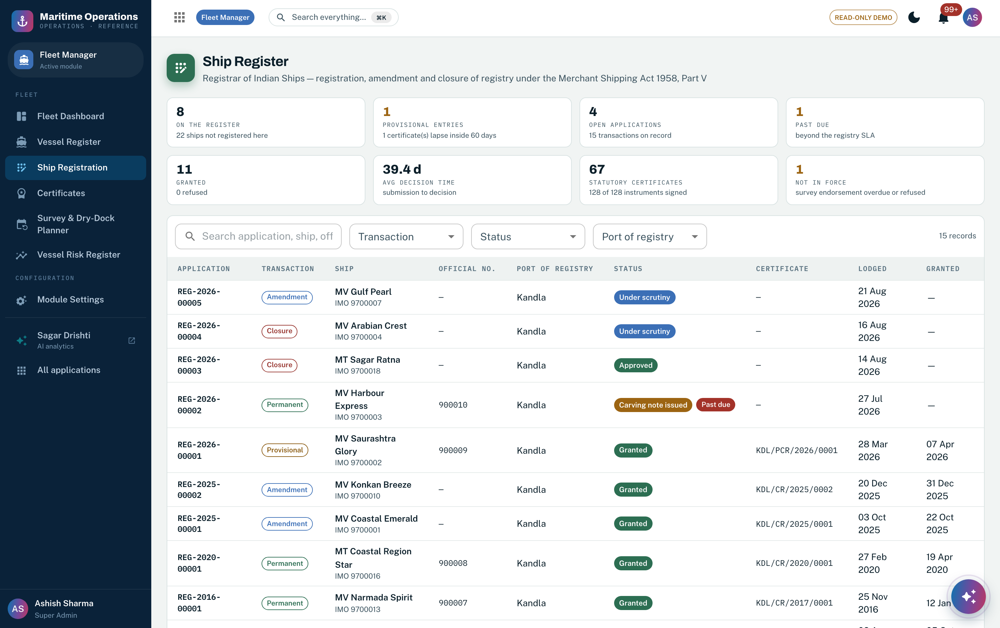 Maritime Operations
OPERATIONS · REFERENCE
Fleet Manager
Active module
FLEET
Fleet Dashboard
Vessel Register
Ship Registration
Certificates
Survey & Dry-Dock
Planner
Vessel Risk Register
CONFIGURATION
Module Settings
Sagar Drishti
AI analytics
All applications
AS
Ashish Sharma
Super Admin
Fleet Manager
Search everything... ⌘K
READ-ONLY DEMO
99+
AS
Ship Register
Registrar of Indian Ships — registration, amendment and closure of registry under the Merchant Shipping Act 1958, Part V
8
ON THE REGISTER
22 ships not registered here
1
PROVISIONAL ENTRIES
1 certificate(s) lapse inside 60 days
4
OPEN APPLICATIONS
15 transactions on record
1
PAST DUE
beyond the registry SLA
11
GRANTED
0 refused
39.4 d
AVG DECISION TIME
submission to decision
67
STATUTORY CERTIFICATES
128 of 128 instruments signed
1
NOT IN FORCE
survey endorsement overdue or refused
Search application, ship, off
Transaction
Status
Port of registry
15 records
APPLICATION TRANSACTION SHIP OFFICIAL NO. PORT OF REGISTRY STATUS CERTIFICATE LODGED GRANTED
REG-2026-
00005
Amendment
MV Gulf Pearl
IMO 9700007
–
Kandla
Under scrutiny
–
21 Aug
2026
—
REG-2026-
00004
Closure
MV Arabian Crest
IMO 9700004
–
Kandla
Under scrutiny
–
16 Aug
2026
—
REG-2026-
00003
Closure
MT Sagar Ratna
IMO 9700018
–
Kandla
Approved
–
14 Aug
2026
—
REG-2026-
00002
Permanent
MV Harbour
Express
IMO 9700003
900010
Kandla
Carving note issued
Past due
–
27 Jul
2026
—
REG-2026-
00001
Provisional
MV Saurashtra
Glory
IMO 9700002
900009
Kandla
Granted
KDL/PCR/2026/0001
28 Mar
2026
07 Apr
2026
REG-2025-
00002
Amendment
MV Konkan Breeze
IMO 9700010
–
Kandla
Granted
KDL/CR/2025/0002
20 Dec
2025
31 Dec
2025
REG-2025-
00001
Amendment
MV Coastal Emerald
IMO 9700001
–
Kandla
Granted
KDL/CR/2025/0001
03 Oct
2025
22 Oct
2025
REG-2020-
00001
Permanent
MT Coastal Region
Star
IMO 9700016
900008
Kandla
Granted
KDL/CR/2020/0001
27 Feb
2020
19 Apr
2020
REG-2016-
00001
Permanent
MV Narmada Spirit
IMO 9700013
900007
Kandla
Granted
KDL/CR/2017/0001
25 Nov
2016
12 Jan